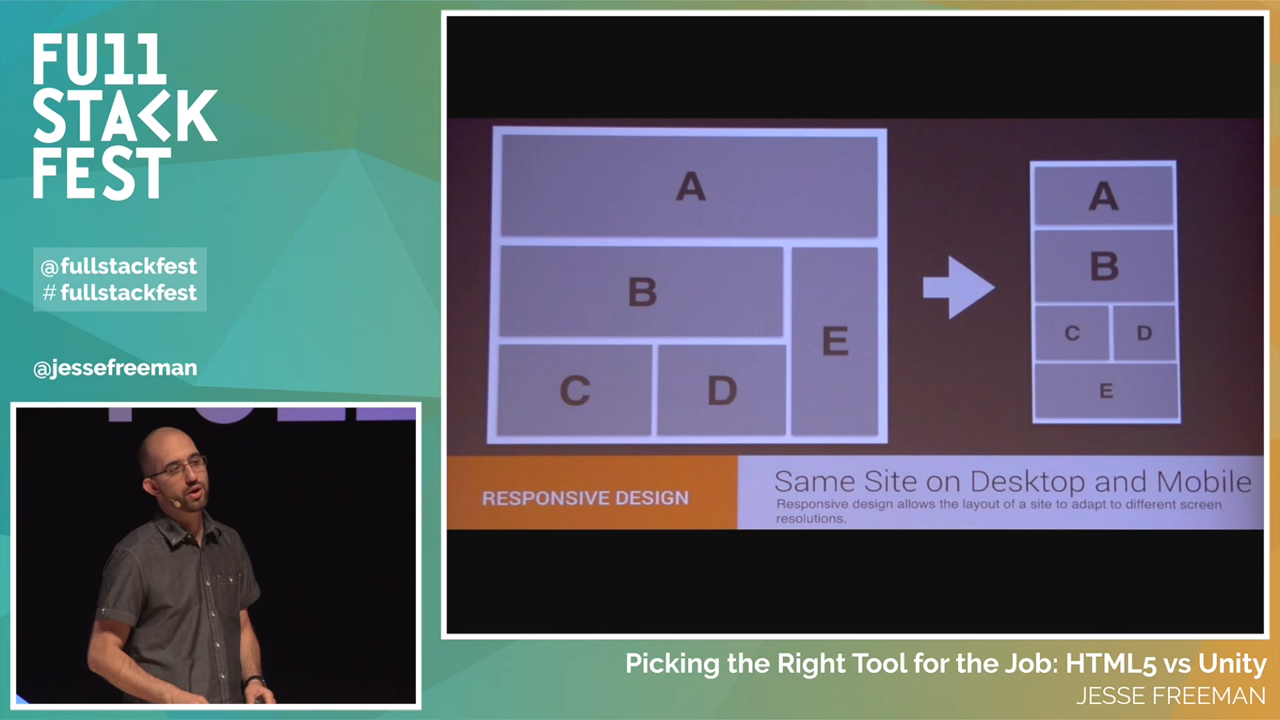 FULL
STACK
FEST
@fullstackfest
# fullstackfest
@jessefreeman
A
B
C
D
E
A
B
C
D
E
RESPONSIVE DESIGN
Same Site on Desktop and Mobile
Responsive design allows the layout of a site to adapt to different screen
resolutions.
Picking the Right Tool for the Job: HTML5 vs Unity
JESSE FREEMAN